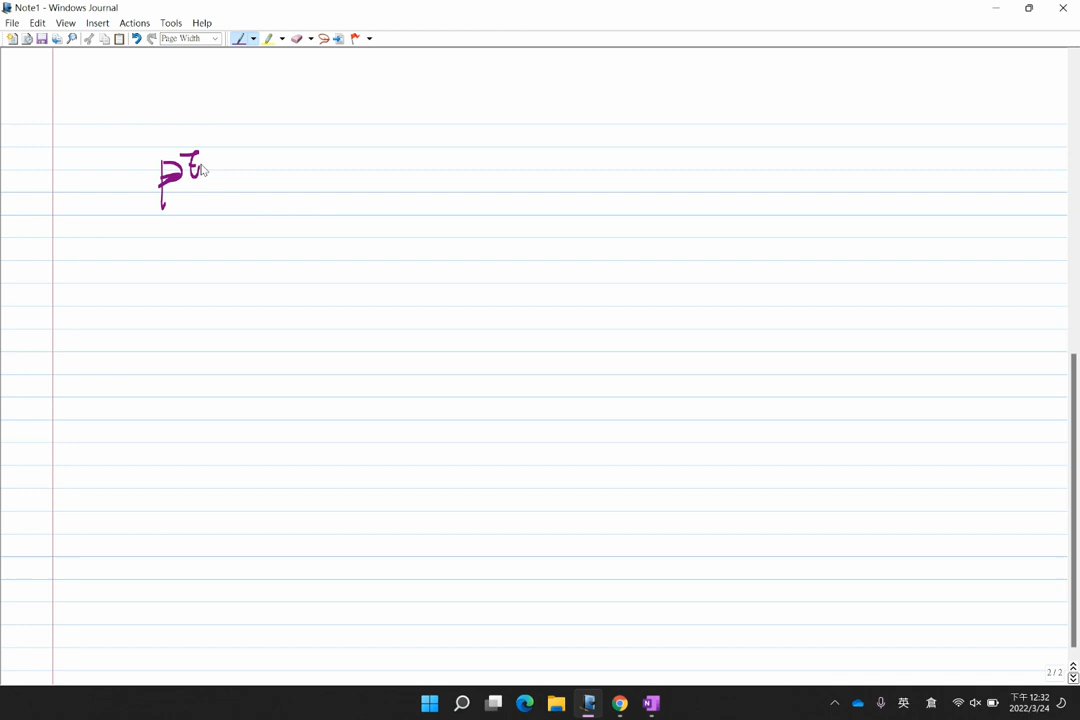 Note1 - Windows Journal
File Edit View Insert Actions Tools Help
Page Width
2 / 2
英 倉 下午 12:32
2022/3/24